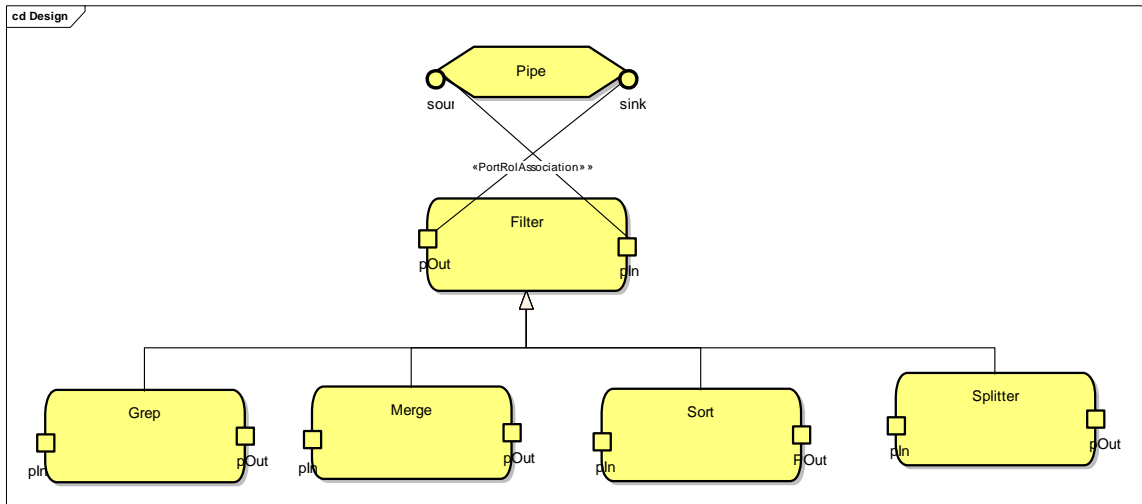 cd Design
Pipe
sour
sink
«PortRolAssociation» »
Filter
pOut
pIn
Grep
pIn
pOut
Merge
pIn
pOut
Sort
pIn
POut
Splitter
pIn
pOut